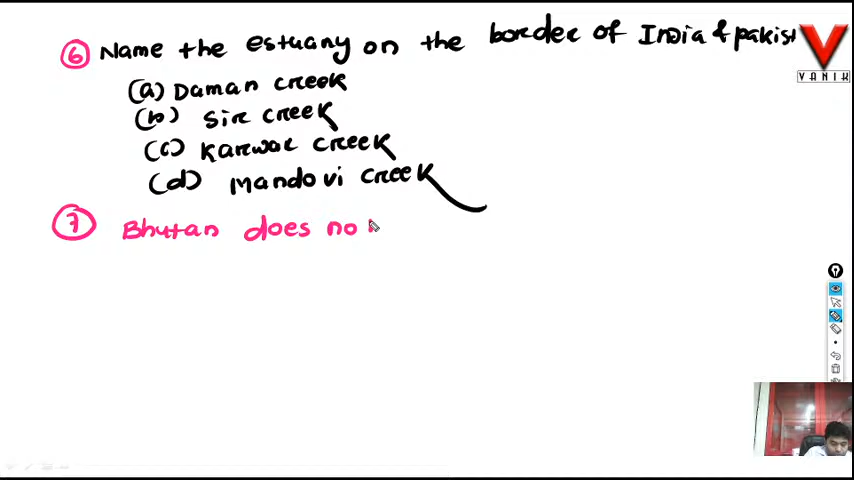 6 Name the estuany on the border of India & pakist
(a) Daman creek
(b) Sir creek
(c) Karwar creek
(d) Mandovi creek
7 Bhutan does no
VANIK